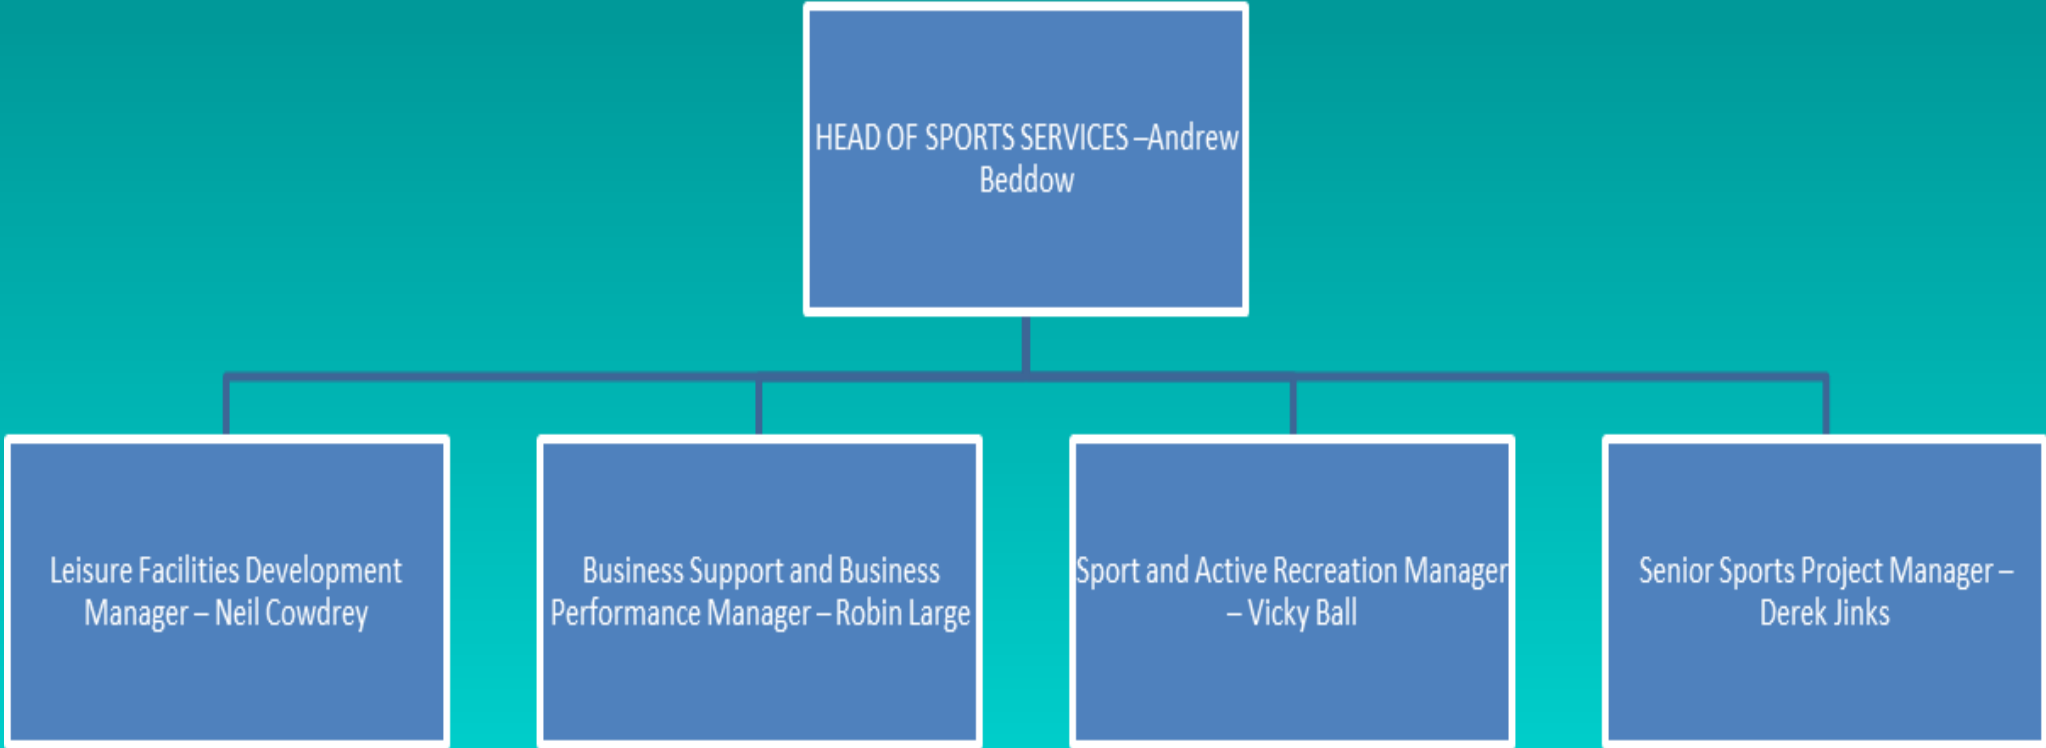 HEAD OF SPORTS SERVICES –Andrew
Beddow
Leisure Facilities Development
Manager – Neil Cowdrey
Business Support and Business
Performance Manager – Robin Large
Sport and Active Recreation Manager
– Vicky Ball
Senior Sports Project Manager –
Derek Jinks